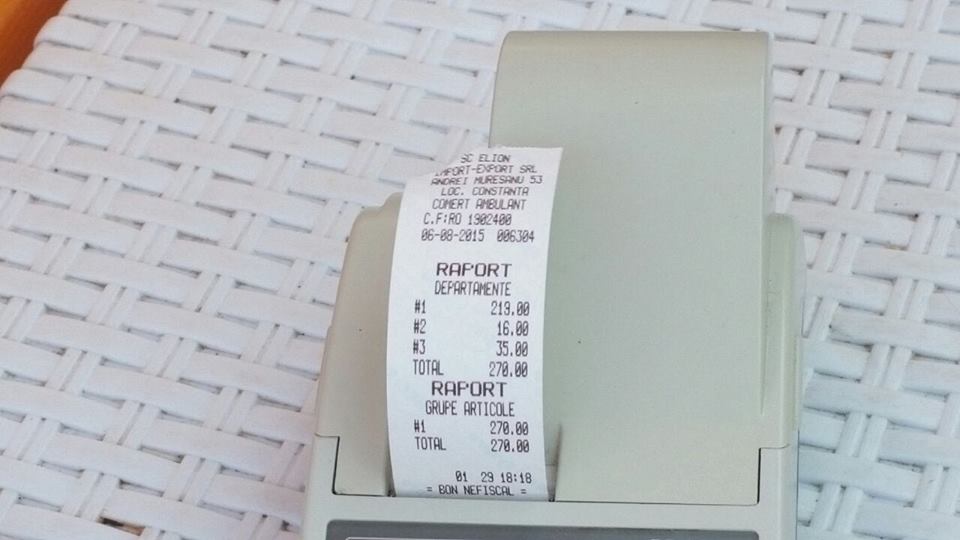 SC ELION
IMPORT-EXPORT SRL
ANDREI MURESANU 53
LOC. CONSTANTA
COMERT AMBULANT
C.F:RO 1902400
06-08-2015 006304
RAPORT
DEPARTAMENTE
#1 219.00
#2 16.00
#3 35.00
TOTAL 270.00
RAPORT
GRUPE ARTICOLE
#1 270.00
TOTAL 270.00
01 29 18:18
= BON NEFISCAL =